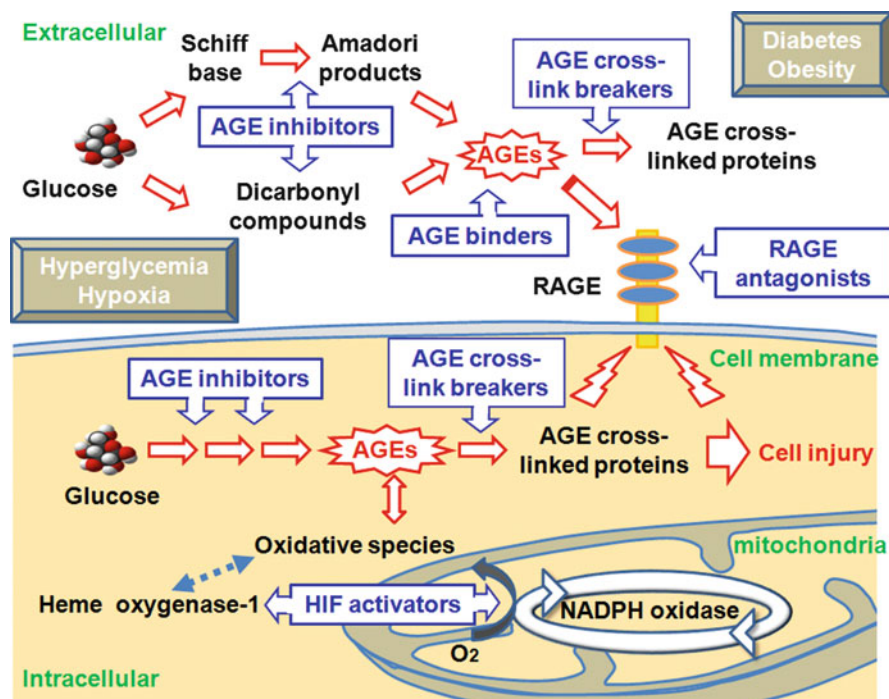 Extracellular
Schiff
base
Amadori
products
AGE cross-
link breakers
Diabetes
Obesity
AGE inhibitors
AGEs
AGE cross-
linked proteins
Glucose
Dicarbonyl
compounds
AGE binders
Hyperglycemia
Hypoxia
RAGE
RAGE
antagonists
Cell membrane
AGE inhibitors
AGE cross-
link breakers
Glucose
AGEs
AGE cross-
linked proteins
Cell injury
Oxidative species
mitochondria
Heme oxygenase-1
HIF activators
NADPH oxidase
O2
Intracellular